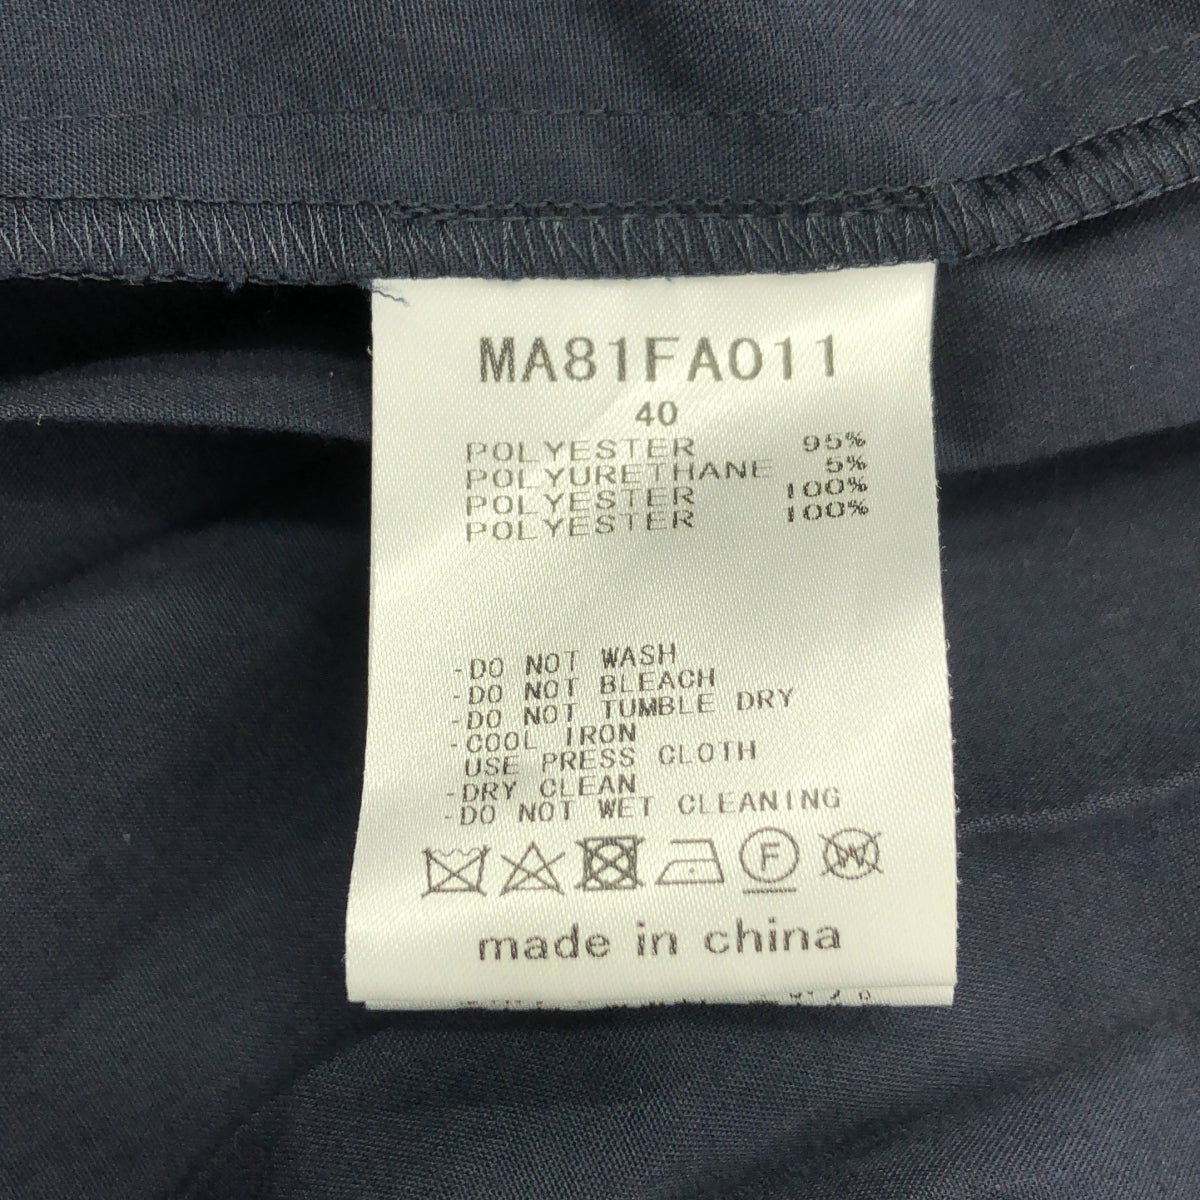 MA81FA011
40
POLYESTER 95%
POLYURETHANE 5%
POLYESTER 100%
POLYESTER 100%
-DO NOT WASH
-DO NOT BLEACH
-DO NOT TUMBLE DRY
-COOL IRON
USE PRESS CLOTH
-DRY CLEAN
-DO NOT WET CLEANING
F W
made in china